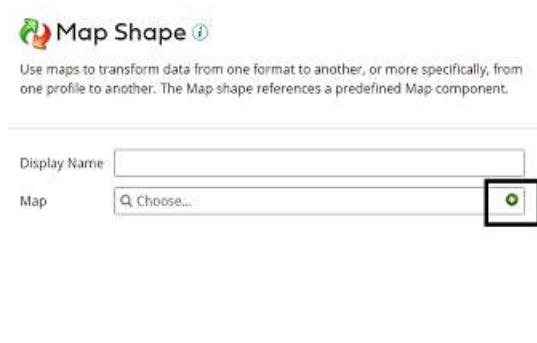 Map Shape i
Use maps to transform data from one format to another, or more specifically, from
one profile to another. The Map shape references a predefined Map component.
Display Name
Map Choose...